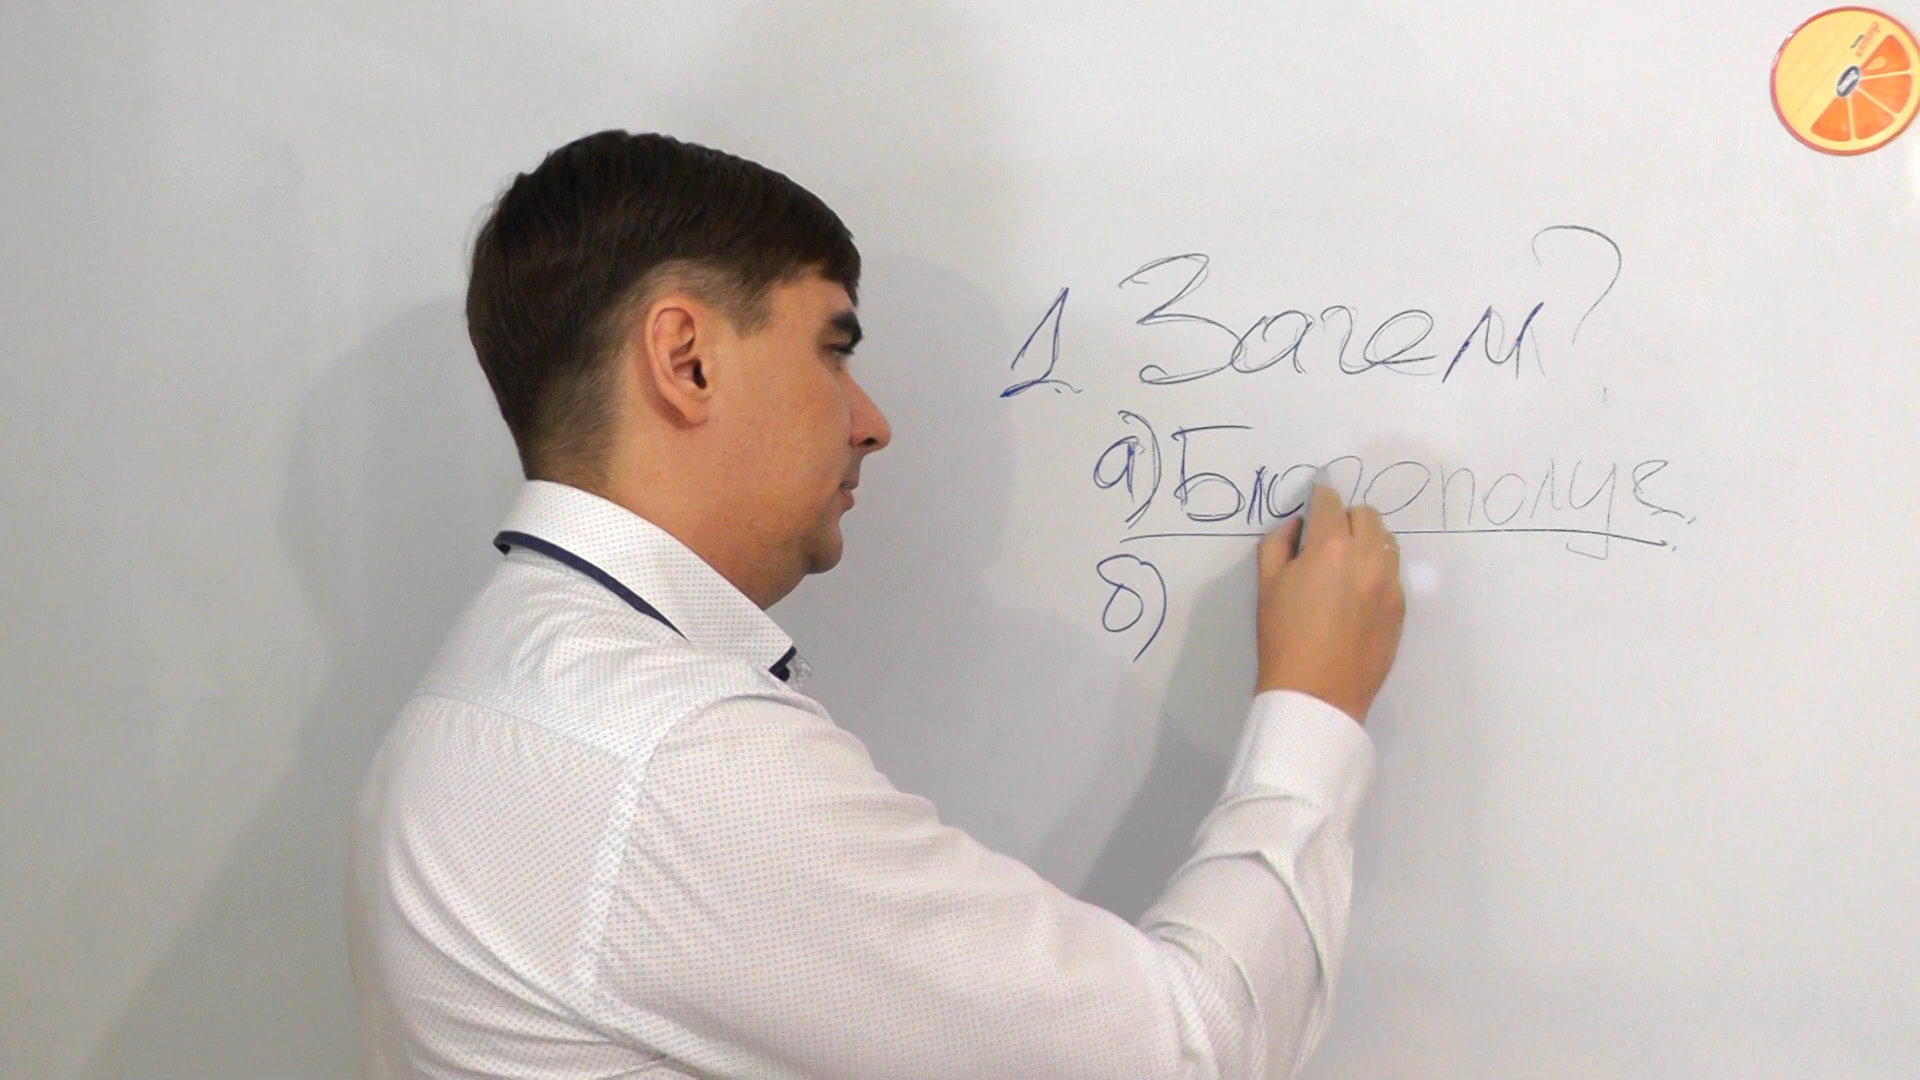 1. Зачем?
а) Благополуч.
б)